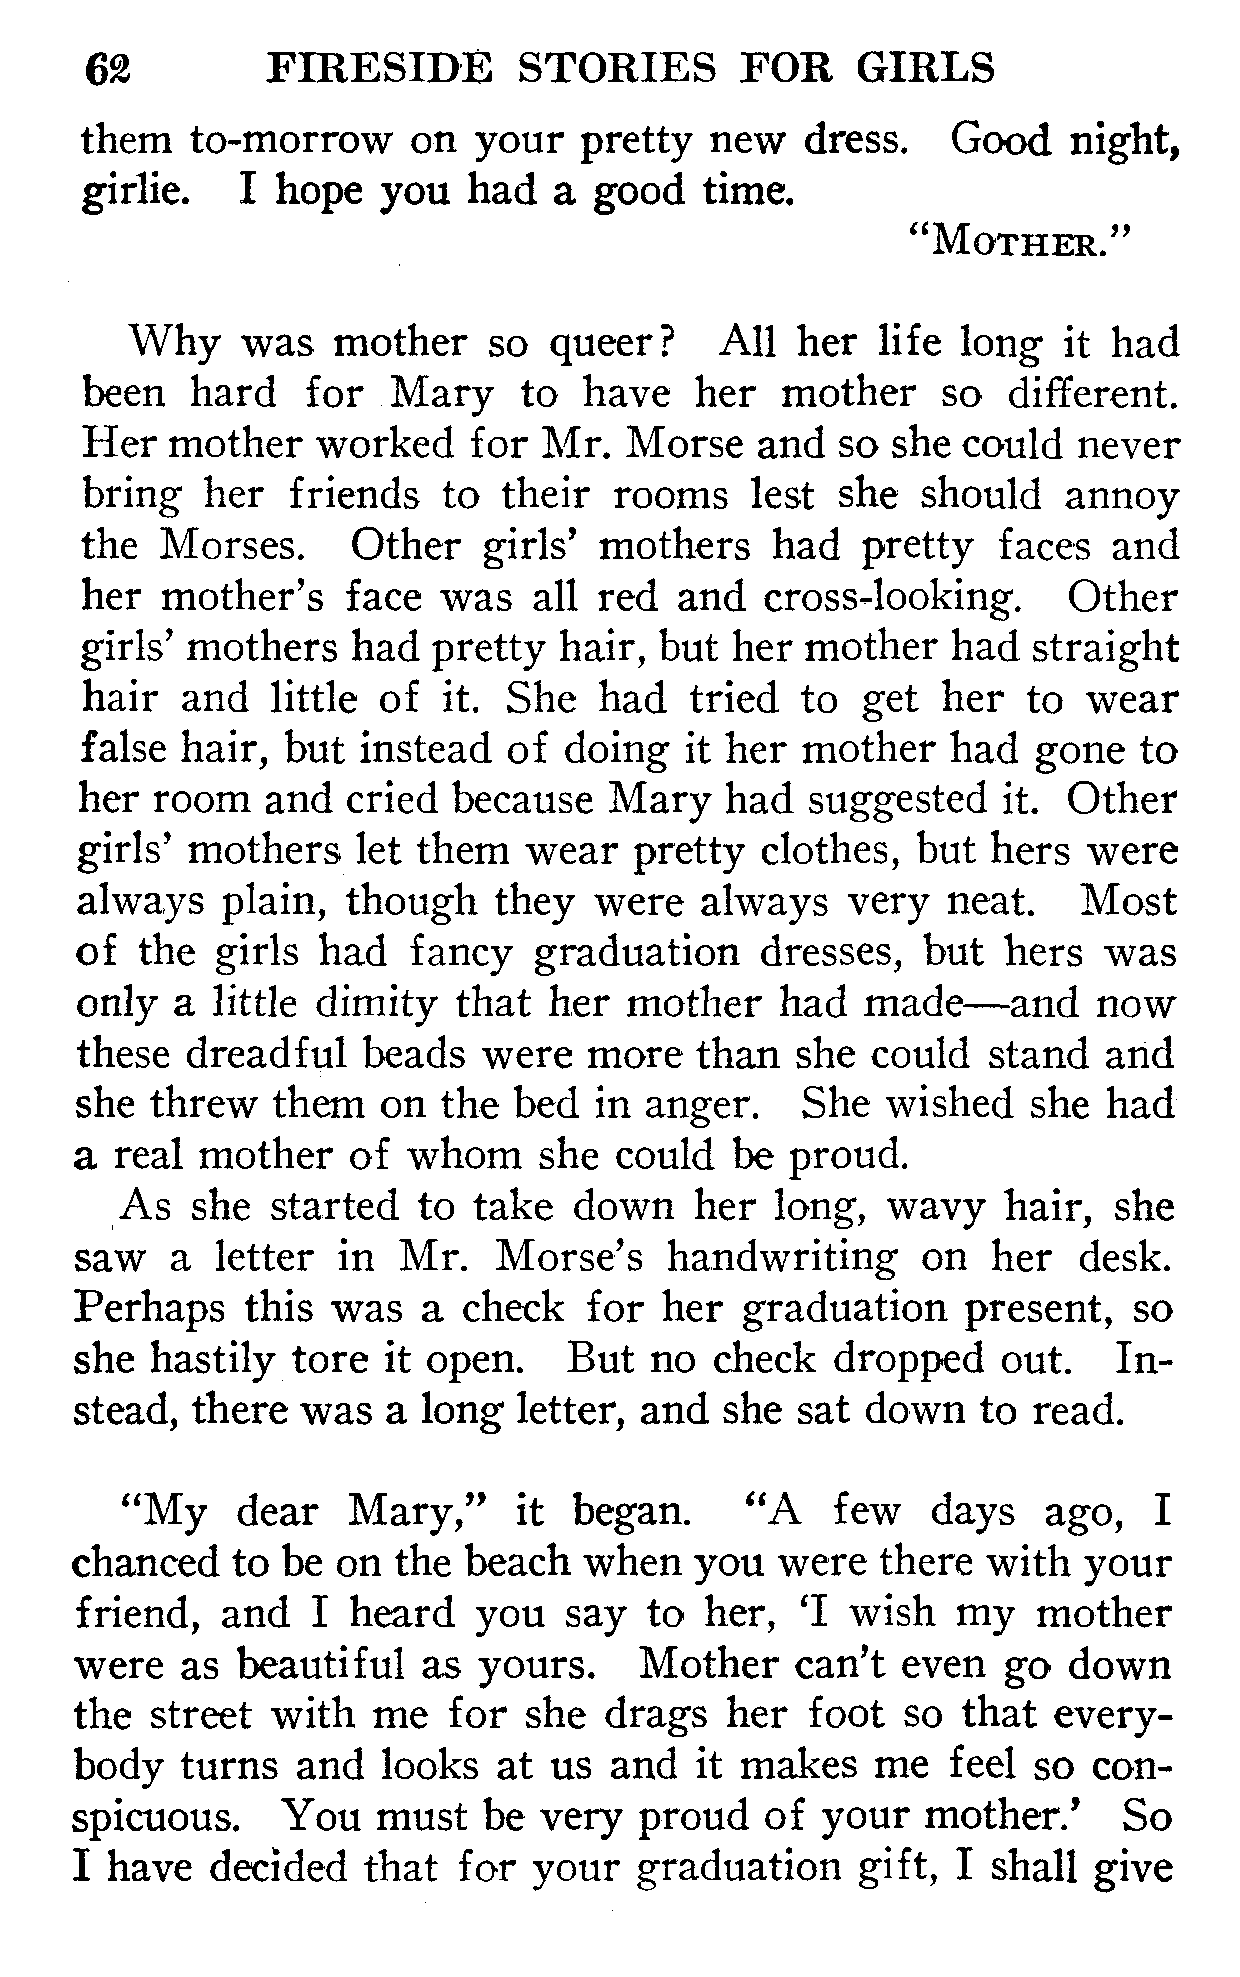 62 FIRESIDE STORIES FOR GIRLS
them to-morrow on your pretty new dress. Good night,
girlie. I hope you had a good time.
“MOTHER.”
Why was mother so queer? All her life long it had
been hard for Mary to have her mother so different.
Her mother worked for Mr. Morse and so she could never
bring her friends to their rooms lest she should annoy
the Morses. Other girls’ mothers had pretty faces and
her mother’s face was all red and cross-looking. Other
girls’ mothers had pretty hair, but her mother had straight
hair and little of it. She had tried to get her to wear
false hair, but instead of doing it her mother had gone to
her room and cried because Mary had suggested it. Other
girls’ mothers let them wear pretty clothes, but hers were
always plain, though they were always very neat. Most
of the girls had fancy graduation dresses, but hers was
only a little dimity that her mother had made—and now
these dreadful beads were more than she could stand and
she threw them on the bed in anger. She wished she had
a real mother of whom she could be proud.
As she started to take down her long, wavy hair, she
saw a letter in Mr. Morse’s handwriting on her desk.
Perhaps this was a check for her graduation present, so
she hastily tore it open. But no check dropped out. In-
stead, there was a long letter, and she sat down to read.
“My dear Mary,” it began. “A few days ago, I
chanced to be on the beach when you were there with your
friend, and I heard you say to her, ‘I wish my mother
were as beautiful as yours. Mother can’t even go down
the street with me for she drags her foot so that every-
body turns and looks at us and it makes me feel so con-
spicuous. You must be very proud of your mother.’ So
I have decided that for your graduation gift, I shall give